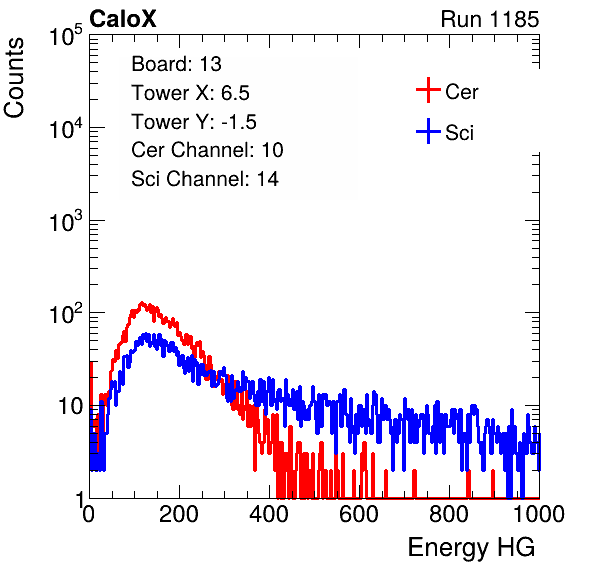 CaloX Run 1185
Counts
10^5
10^4
10^3
10^2
10
1
Board: 13
Tower X: 6.5
Tower Y: -1.5
Cer Channel: 10
Sci Channel: 14
Cer
Sci
0 200 400 600 800 1000
Energy HG